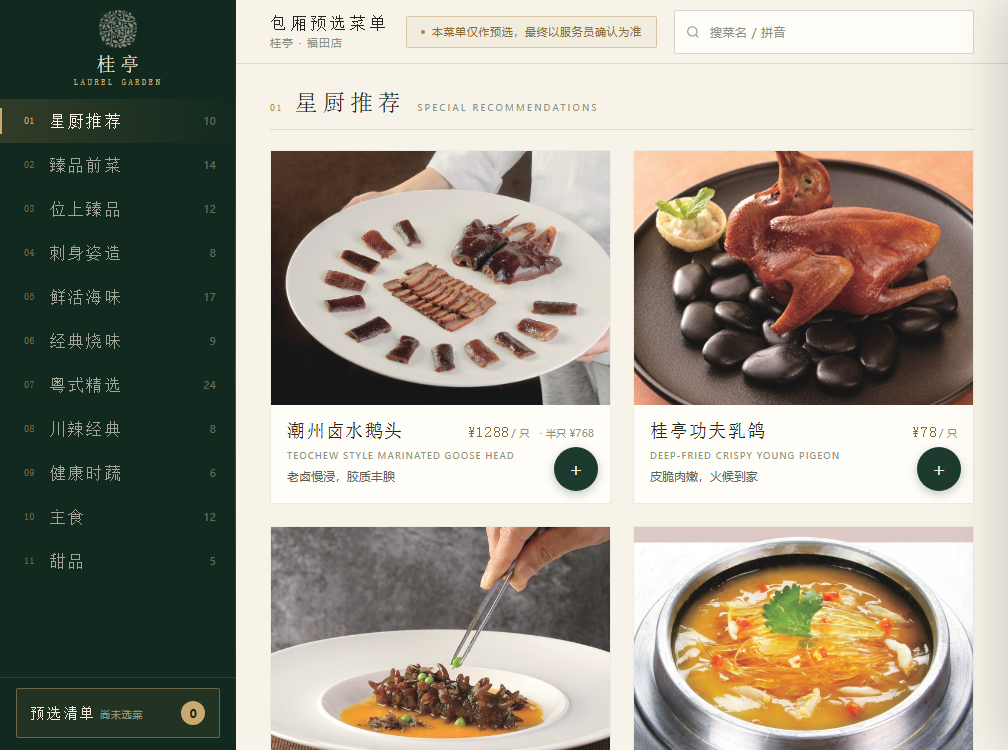 桂亭
LAUREL GARDEN
01 星厨推荐 10
02 臻品前菜 14
03 位上臻品 12
04 刺身姿造 8
05 鲜活海味 17
06 经典烧味 9
07 粤式精选 24
08 川辣经典 8
09 健康时蔬 6
10 主食 12
11 甜品 5
预选清单 尚未选菜 0
包厢预选菜单
桂亭 · 福田店
• 本菜单仅作预选，最终以服务员确认为准
搜菜名 / 拼音
01 星厨推荐 SPECIAL RECOMMENDATIONS
潮州卤水鹅头 ¥1288 / 只 · 半只 ¥768
TEOCHEW STYLE MARINATED GOOSE HEAD
老卤慢浸，胶质丰腴
+
桂亭功夫乳鸽 ¥78 / 只
DEEP-FRIED CRISPY YOUNG PIGEON
皮脆肉嫩，火候到家
+